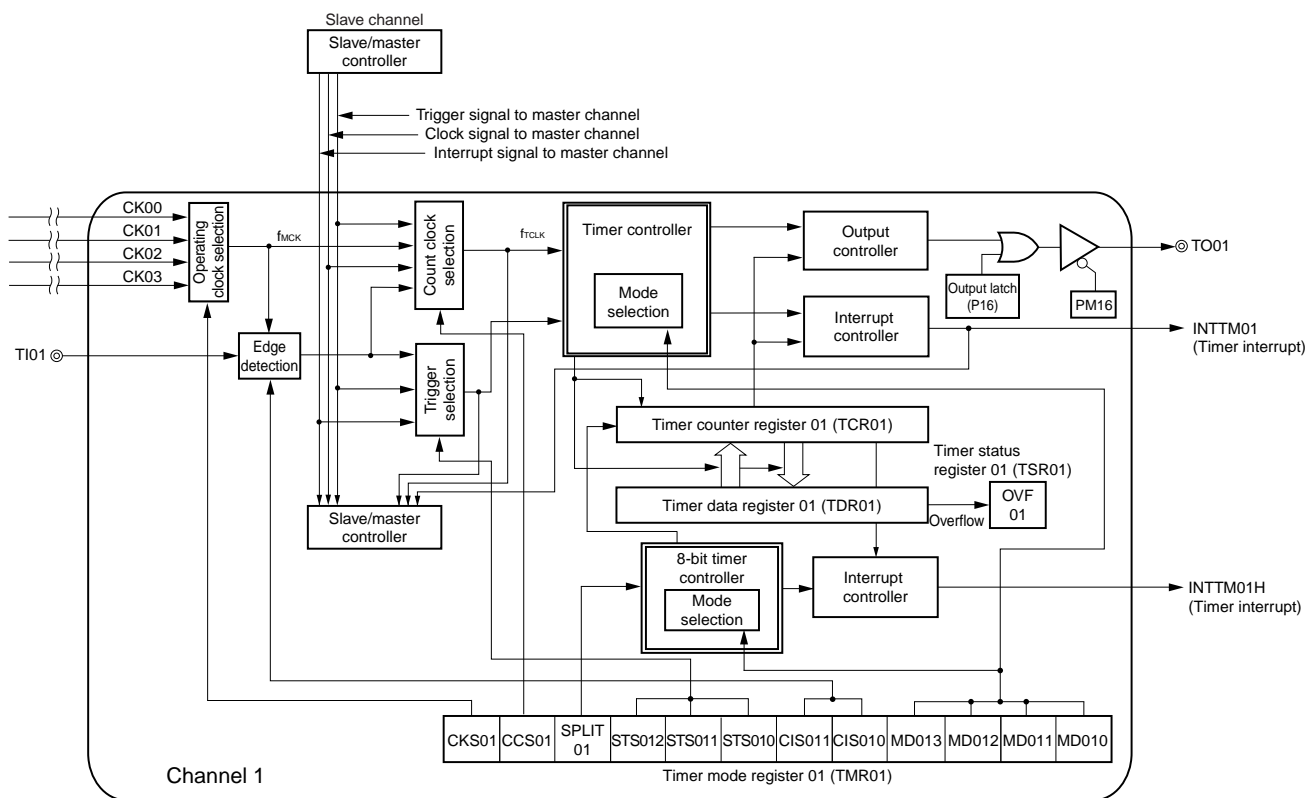 Slave channel
Slave/master
controller
Trigger signal to master channel
Clock signal to master channel
Interrupt signal to master channel
CK00
CK01
CK02
CK03
Operating
clock selection
fMCK
Count clock
selection
fTCLK
Timer controller
Mode
selection
Output
controller
Output latch
(P16)
PM16
TO01
Interrupt
controller
INTTM01
(Timer interrupt)
TI01
Edge
detection
Trigger
selection
Slave/master
controller
Timer counter register 01 (TCR01)
Timer status
register 01 (TSR01)
Timer data register 01 (TDR01)
Overflow
OVF
01
8-bit timer
controller
Mode
selection
Interrupt
controller
INTTM01H
(Timer interrupt)
CKS01
CCS01
SPLIT
01
STS012
STS011
STS010
CIS011
CIS010
MD013
MD012
MD011
MD010
Channel 1
Timer mode register 01 (TMR01)